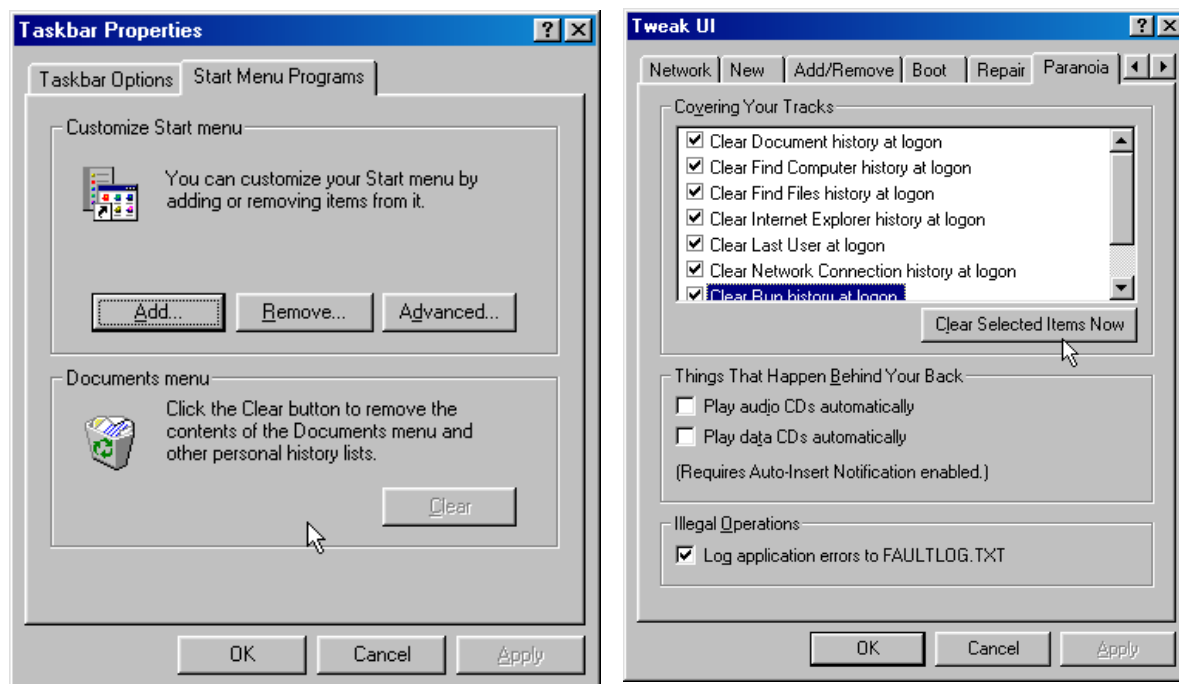 Taskbar Properties
Taskbar Options
Start Menu Programs
Customize Start menu
You can customize your Start menu by
adding or removing items from it.
Add...
Remove...
Advanced...
Documents menu
Click the Clear button to remove the
contents of the Documents menu and
other personal history lists.
Clear
OK
Cancel
Apply
Tweak UI
Network
New
Add/Remove
Boot
Repair
Paranoia
Covering Your Tracks
Clear Document history at logon
Clear Find Computer history at logon
Clear Find Files history at logon
Clear Internet Explorer history at logon
Clear Last User at logon
Clear Network Connection history at logon
Clear Run history at logon
Clear Selected Items Now
Things That Happen Behind Your Back
Play audio CDs automatically
Play data CDs automatically
(Requires Auto-Insert Notification enabled.)
Illegal Operations
Log application errors to FAULTLOG.TXT
OK
Cancel
Apply